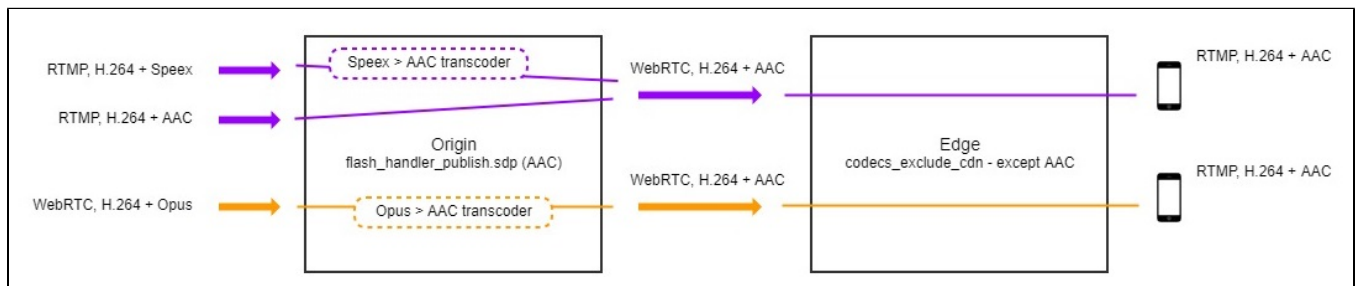 RTMP, H.264 + Speex
RTMP, H.264 + AAC
WebRTC, H.264 + Opus
Speex > AAC transcoder
Origin
flash_handler_publish.sdp (AAC)
Opus > AAC transcoder
WebRTC, H.264 + AAC
WebRTC, H.264 + AAC
Edge
codecs_exclude_cdn - except AAC
RTMP, H.264 + AAC
RTMP, H.264 + AAC